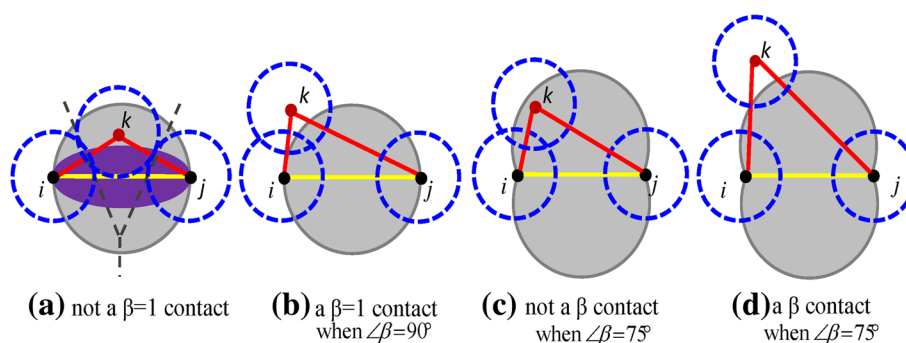 k
i
j
k
i
j
k
i
j
k
i
j
(a) not a β=1 contact
(b) a β=1 contact
when ∠β=90°
(c) not a β contact
when ∠β=75°
(d) a β contact
when ∠β=75°